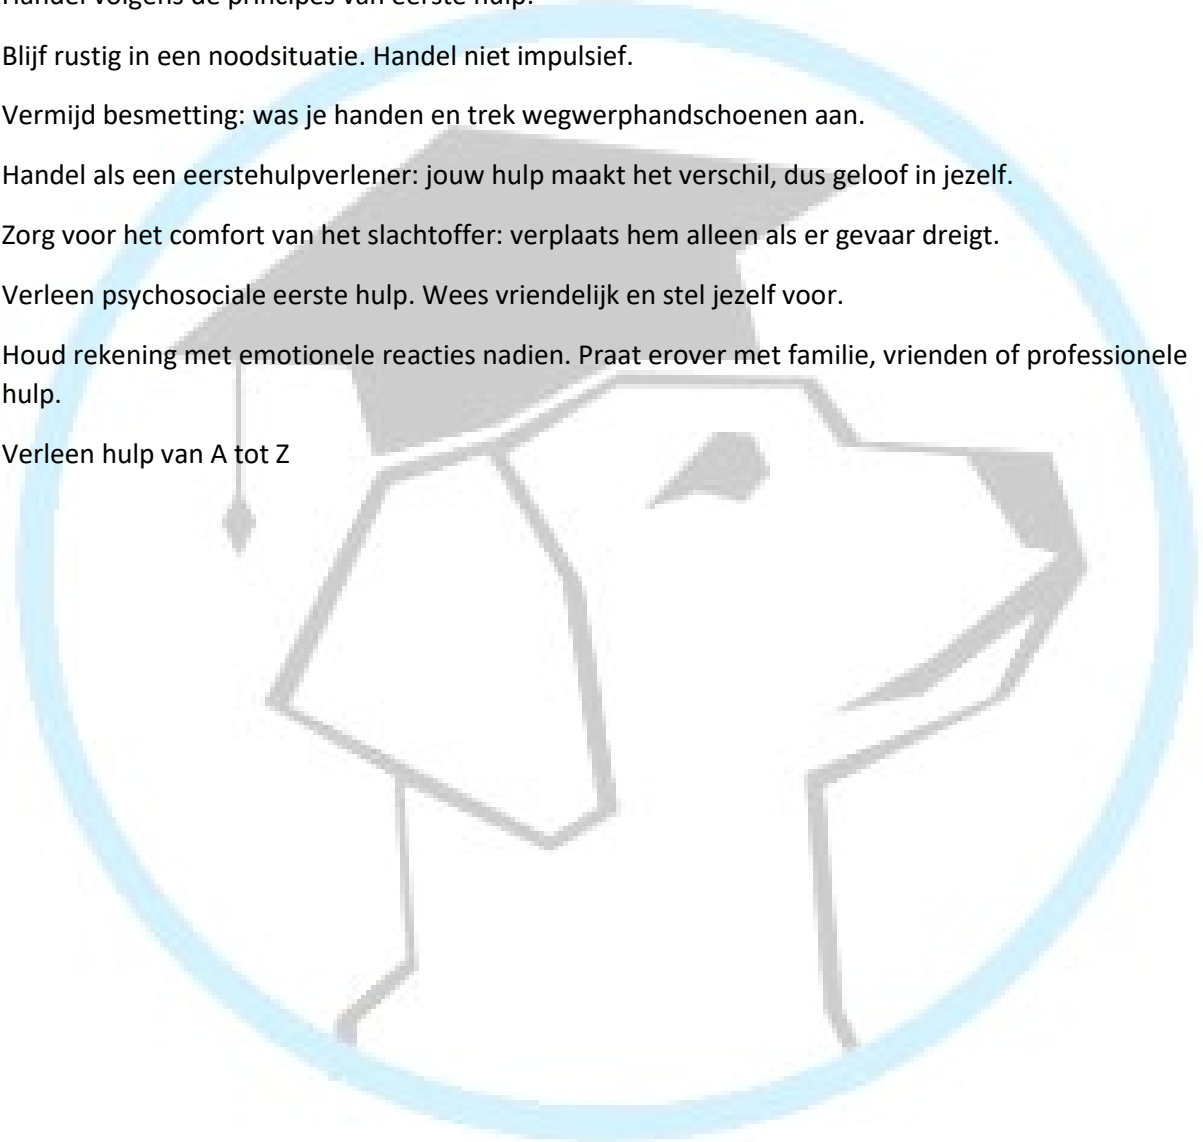 Handel volgens de principes van eerste hulp.
Blijf rustig in een noodsituatie. Handel niet impulsief.
Vermijd besmetting: was je handen en trek wegwerphandschoenen aan.
Handel als een eerstehulpverlener: jouw hulp maakt het verschil, dus geloof in jezelf.
Zorg voor het comfort van het slachtoffer: verplaats hem alleen als er gevaar dreigt.
Verleen psychosociale eerste hulp. Wees vriendelijk en stel jezelf voor.
Houd rekening met emotionele reacties nadien. Praat erover met familie, vrienden of professionele
hulp.
Verleen hulp van A tot Z